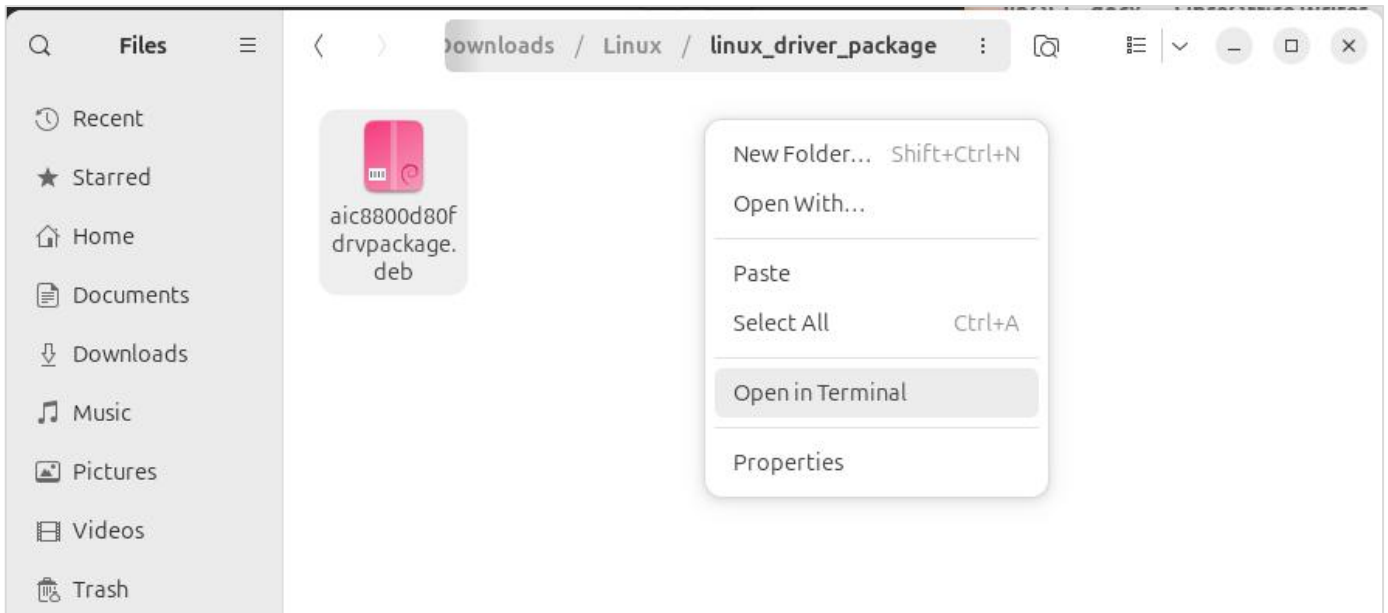 Files
Downloads / Linux / linux_driver_package
Recent
Starred
Home
Documents
Downloads
Music
Pictures
Videos
Trash
aic8800d80f
drvpackage.
deb
New Folder... Shift+Ctrl+N
Open With...
Paste
Select All Ctrl+A
Open in Terminal
Properties